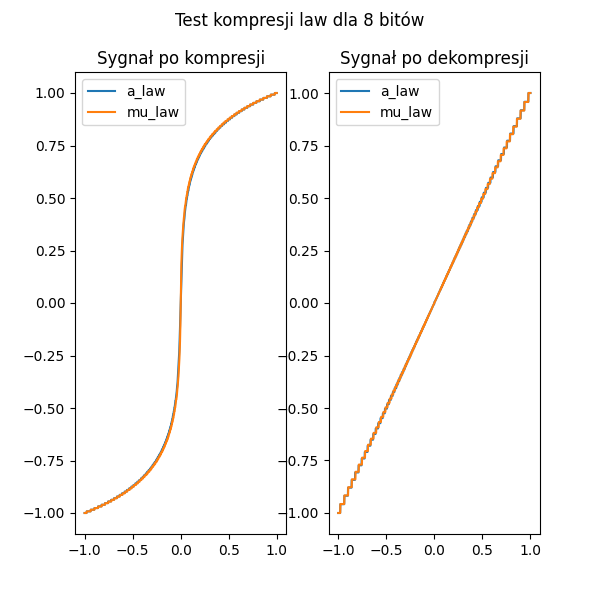 Test kompresji law dla 8 bitów
Sygnał po kompresji
a_law
mu_law
1.00
0.75
0.50
0.25
0.00
−0.25
−0.50
−0.75
−1.00
−1.0 −0.5 0.0 0.5 1.0
Sygnał po dekompresji
a_law
mu_law
1.00
0.75
0.50
0.25
0.00
−0.25
−0.50
−0.75
−1.00
−1.0 −0.5 0.0 0.5 1.0